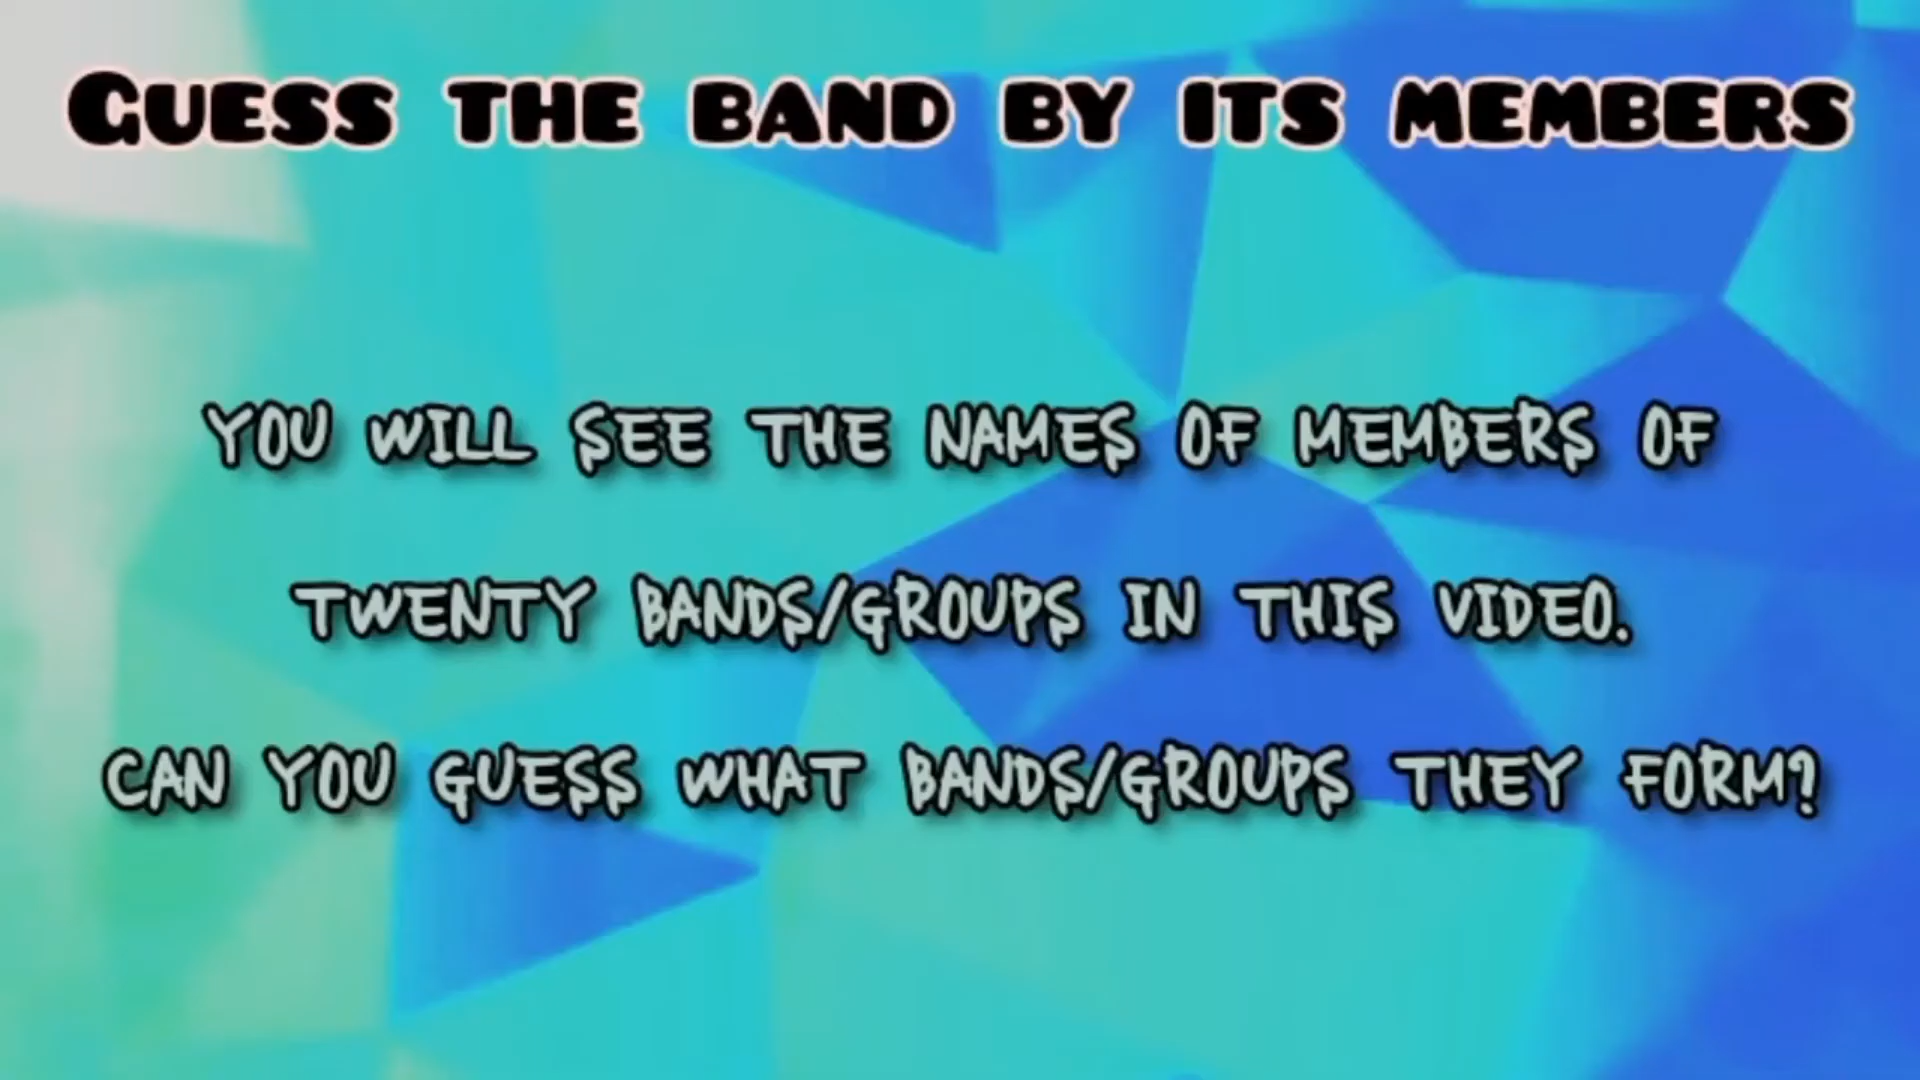 GUESS THE BAND BY ITS MEMBERS
YOU WILL SEE THE NAMES OF MEMBERS OF
TWENTY BANDS/GROUPS IN THIS VIDEO.
CAN YOU GUESS WHAT BANDS/GROUPS THEY FORM?